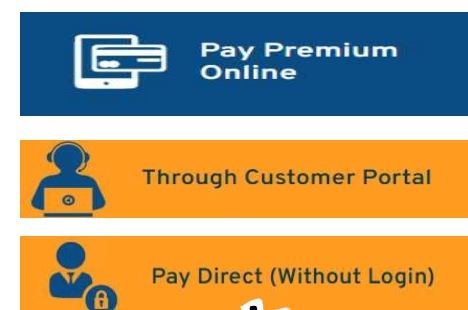 Pay Premium
Online
Through Customer Portal
Pay Direct (Without Login)